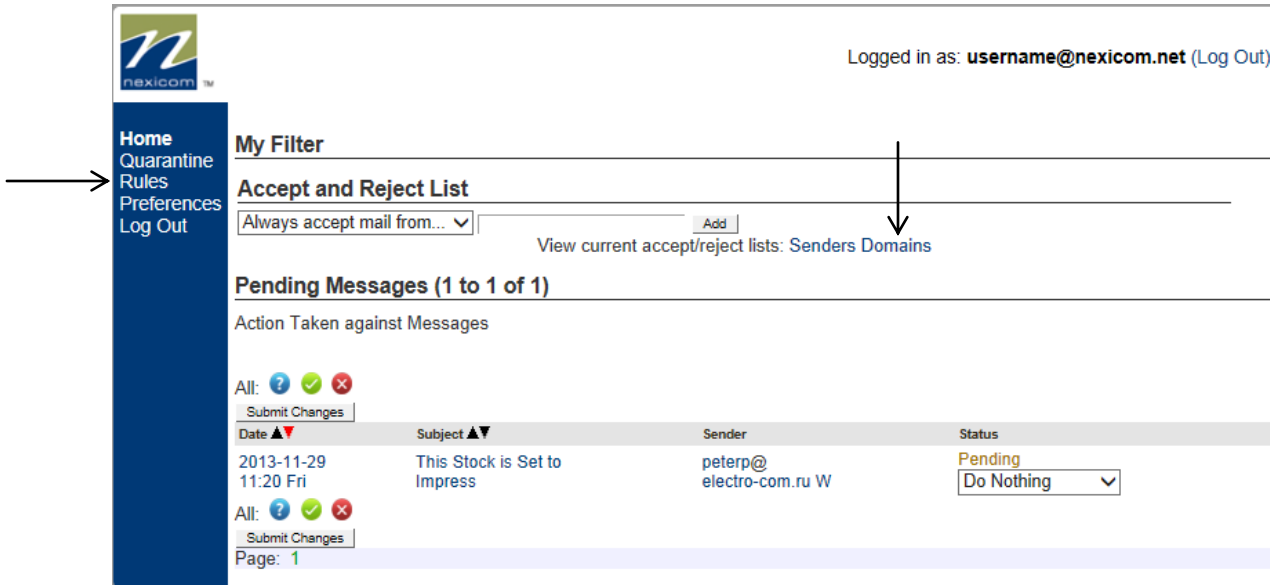 nexicom TM
Logged in as: username@nexicom.net (Log Out)
Home
Quarantine
Rules
Preferences
Log Out
My Filter
Accept and Reject List
Always accept mail from... Add
View current accept/reject lists: Senders Domains
Pending Messages (1 to 1 of 1)
Action Taken against Messages
All: ?
Submit Changes
Date Subject Sender Status
2013-11-29 This Stock is Set to peterp@ Pending
11:20 Fri Impress electro-com.ru W Do Nothing
All: ?
Submit Changes
Page: 1